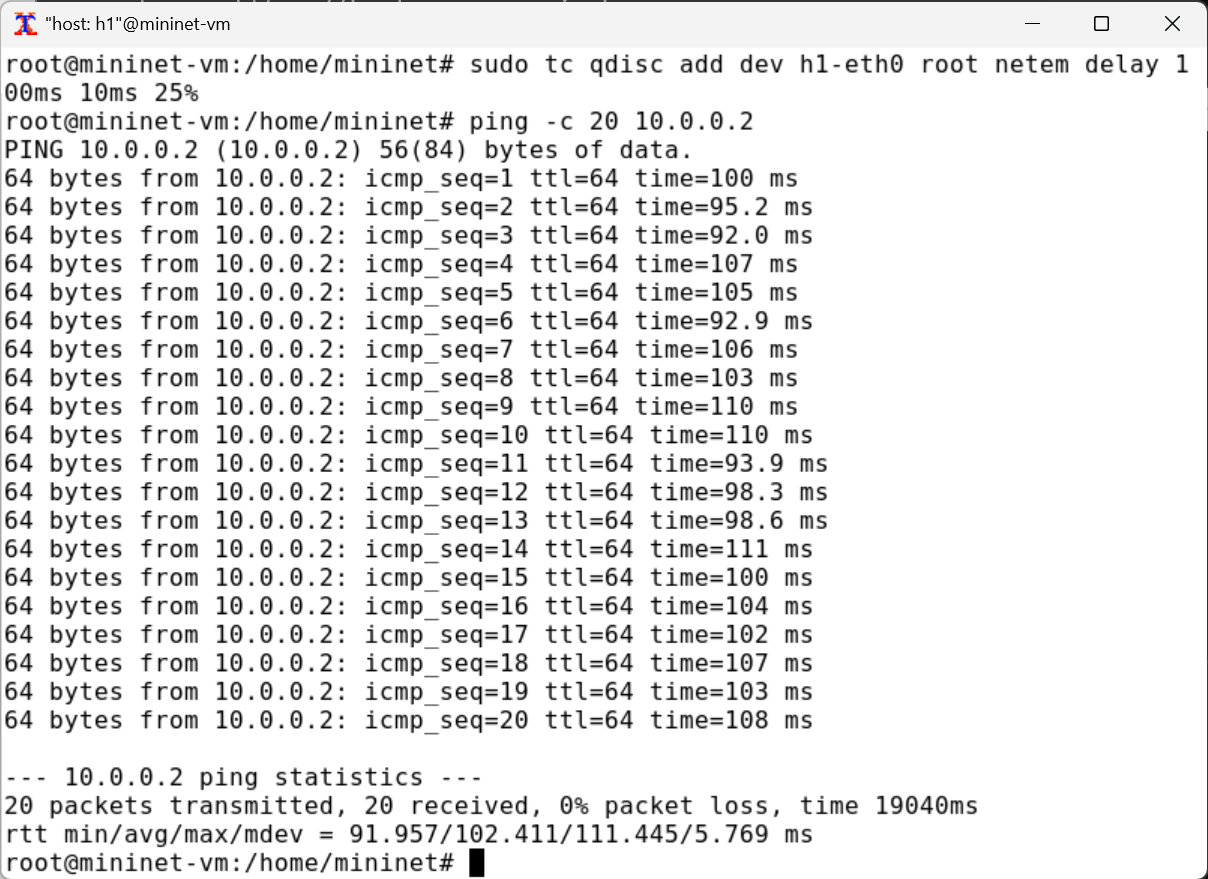 "host: h1"@mininet-vm
root@mininet-vm:/home/mininet# sudo tc qdisc add dev h1-eth0 root netem delay 1
00ms 10ms 25%
root@mininet-vm:/home/mininet# ping -c 20 10.0.0.2
PING 10.0.0.2 (10.0.0.2) 56(84) bytes of data.
64 bytes from 10.0.0.2: icmp_seq=1 ttl=64 time=100 ms
64 bytes from 10.0.0.2: icmp_seq=2 ttl=64 time=95.2 ms
64 bytes from 10.0.0.2: icmp_seq=3 ttl=64 time=92.0 ms
64 bytes from 10.0.0.2: icmp_seq=4 ttl=64 time=107 ms
64 bytes from 10.0.0.2: icmp_seq=5 ttl=64 time=105 ms
64 bytes from 10.0.0.2: icmp_seq=6 ttl=64 time=92.9 ms
64 bytes from 10.0.0.2: icmp_seq=7 ttl=64 time=106 ms
64 bytes from 10.0.0.2: icmp_seq=8 ttl=64 time=103 ms
64 bytes from 10.0.0.2: icmp_seq=9 ttl=64 time=110 ms
64 bytes from 10.0.0.2: icmp_seq=10 ttl=64 time=110 ms
64 bytes from 10.0.0.2: icmp_seq=11 ttl=64 time=93.9 ms
64 bytes from 10.0.0.2: icmp_seq=12 ttl=64 time=98.3 ms
64 bytes from 10.0.0.2: icmp_seq=13 ttl=64 time=98.6 ms
64 bytes from 10.0.0.2: icmp_seq=14 ttl=64 time=111 ms
64 bytes from 10.0.0.2: icmp_seq=15 ttl=64 time=100 ms
64 bytes from 10.0.0.2: icmp_seq=16 ttl=64 time=104 ms
64 bytes from 10.0.0.2: icmp_seq=17 ttl=64 time=102 ms
64 bytes from 10.0.0.2: icmp_seq=18 ttl=64 time=107 ms
64 bytes from 10.0.0.2: icmp_seq=19 ttl=64 time=103 ms
64 bytes from 10.0.0.2: icmp_seq=20 ttl=64 time=108 ms
--- 10.0.0.2 ping statistics ---
20 packets transmitted, 20 received, 0% packet loss, time 19040ms
rtt min/avg/max/mdev = 91.957/102.411/111.445/5.769 ms
root@mininet-vm:/home/mininet#